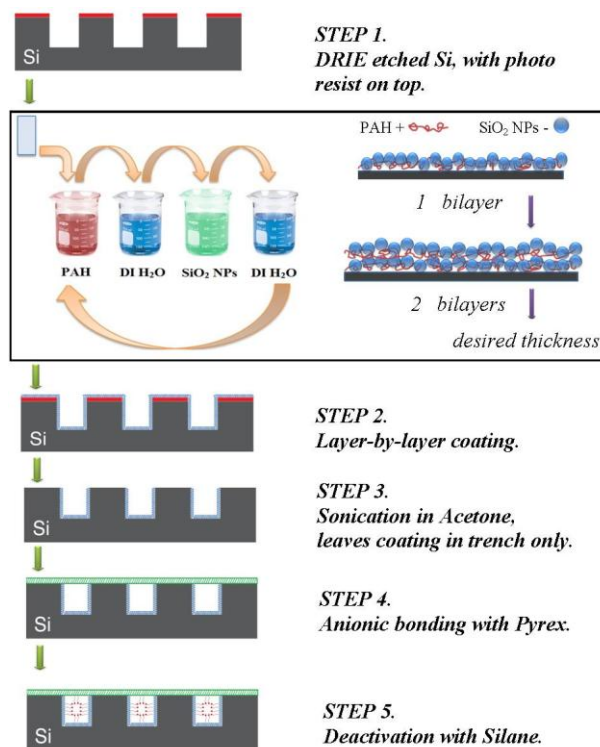 Si
STEP 1.
DRIE etched Si, with photo
resist on top.
PAH
DI H₂O
SiO₂ NPs
DI H₂O
PAH +
SiO₂ NPs -
1 bilayer
2 bilayers
desired thickness
Si
STEP 2.
Layer-by-layer coating.
Si
STEP 3.
Sonication in Acetone,
leaves coating in trench only.
Si
STEP 4.
Anionic bonding with Pyrex.
Si
STEP 5.
Deactivation with Silane.